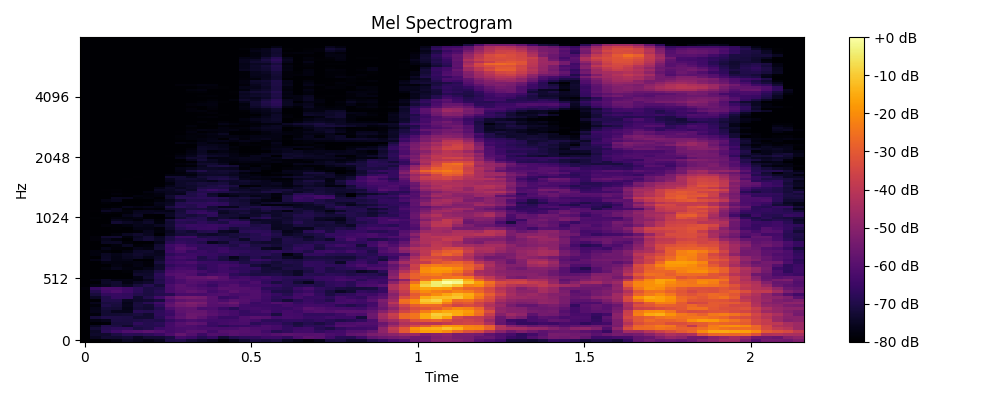 Mel Spectrogram
Hz
4096
2048
1024
512
0
0
0.5
1
1.5
2
Time
+0 dB
-10 dB
-20 dB
-30 dB
-40 dB
-50 dB
-60 dB
-70 dB
-80 dB